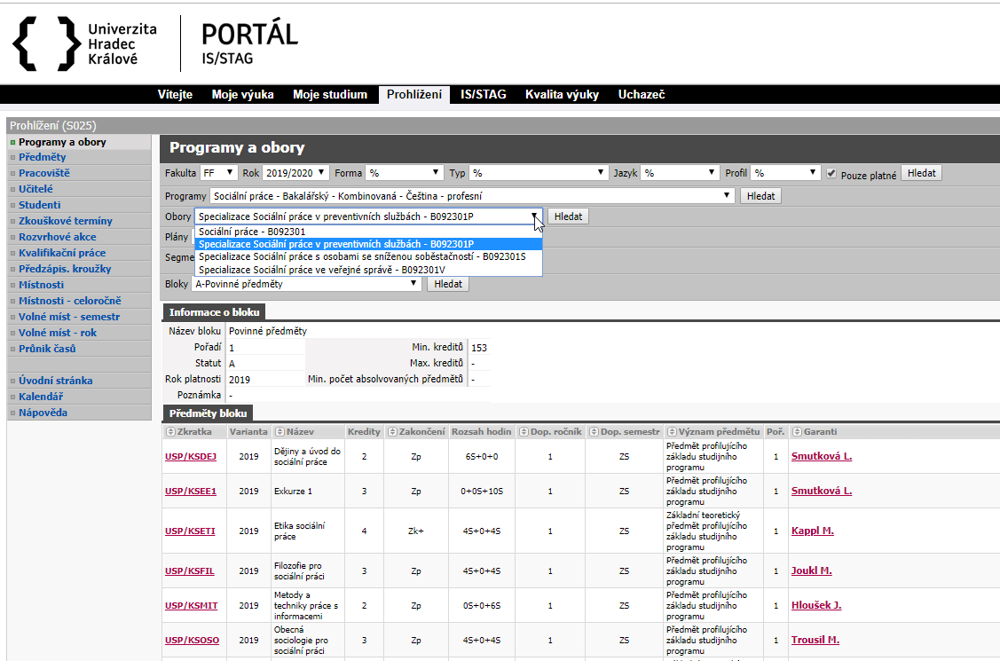 Univerzita
Hradec
Králové
PORTÁL
IS/STAG
Vítejte Moje výuka Moje studium Prohlížení IS/STAG Kvalita výuky Uchazeč
Prohlížení (S025)
Programy a obory
Předměty
Pracoviště
Učitelé
Studenti
Zkouškové termíny
Rozvrhové akce
Kvalifikační práce
Předzápis. kroužky
Místnosti
Místnosti - celoročně
Volné míst - semestr
Volné míst - rok
Průnik časů
Úvodní stránka
Kalendář
Nápověda
Programy a obory
Fakulta FF Rok 2019/2020 Forma % Typ % Jazyk % Profil % Pouze platné Hledat
Programy Sociální práce - Bakalářský - Kombinovaná - Čeština - profesní Hledat
Obory Specializace Sociální práce v preventivních službách - B092301P Hledat
Sociální práce - B092301
Plány
Specializace Sociální práce v preventivních službách - B092301P
Specializace Sociální práce s osobami se sníženou soběstačností - B092301S
Segme
Specializace Sociální práce ve veřejné správě - B092301V
Bloky A-Povinné předměty Hledat
Informace o bloku
Název bloku Povinné předměty
Pořadí 1 Min. kreditů 153
Statut A Max. kreditů -
Rok platnosti 2019 Min. počet absolvovaných předmětů -
Poznámka -
Předměty bloku
Zkratka Varianta Název Kredity Zakončení Rozsah hodin Dop. ročník Dop. semestr Význam předmětu Poř. Garanti
USP/KSDEJ 2019 Dějiny a úvod do sociální práce 2 Zp 6S+0+0 1 ZS Předmět profilujícího základu studijního programu 1 Smutková L.
USP/KSEE1 2019 Exkurze 1 3 Zp 0+0S+10S 1 ZS Předmět profilujícího základu studijního programu 1 Smutková L.
USP/KSETI 2019 Etika sociální práce 4 Zk+ 4S+0+4S 1 ZS Základní teoretický předmět profilujícího základu studijního programu 1 Kappl M.
USP/KSFIL 2019 Filozofie pro sociální práci 3 Zp 4S+0+4S 1 ZS Předmět profilujícího základu studijního programu 1 Joukl M.
USP/KSMIT 2019 Metody a techniky práce s informacemi 2 Zp 0S+0+6S 1 ZS Předmět profilujícího základu studijního programu 1 Hloušek J.
USP/KSOSO 2019 Obecná sociologie pro sociální práci 3 Zp 4S+0+4S 1 ZS Předmět profilujícího základu studijního programu 1 Trousil M.